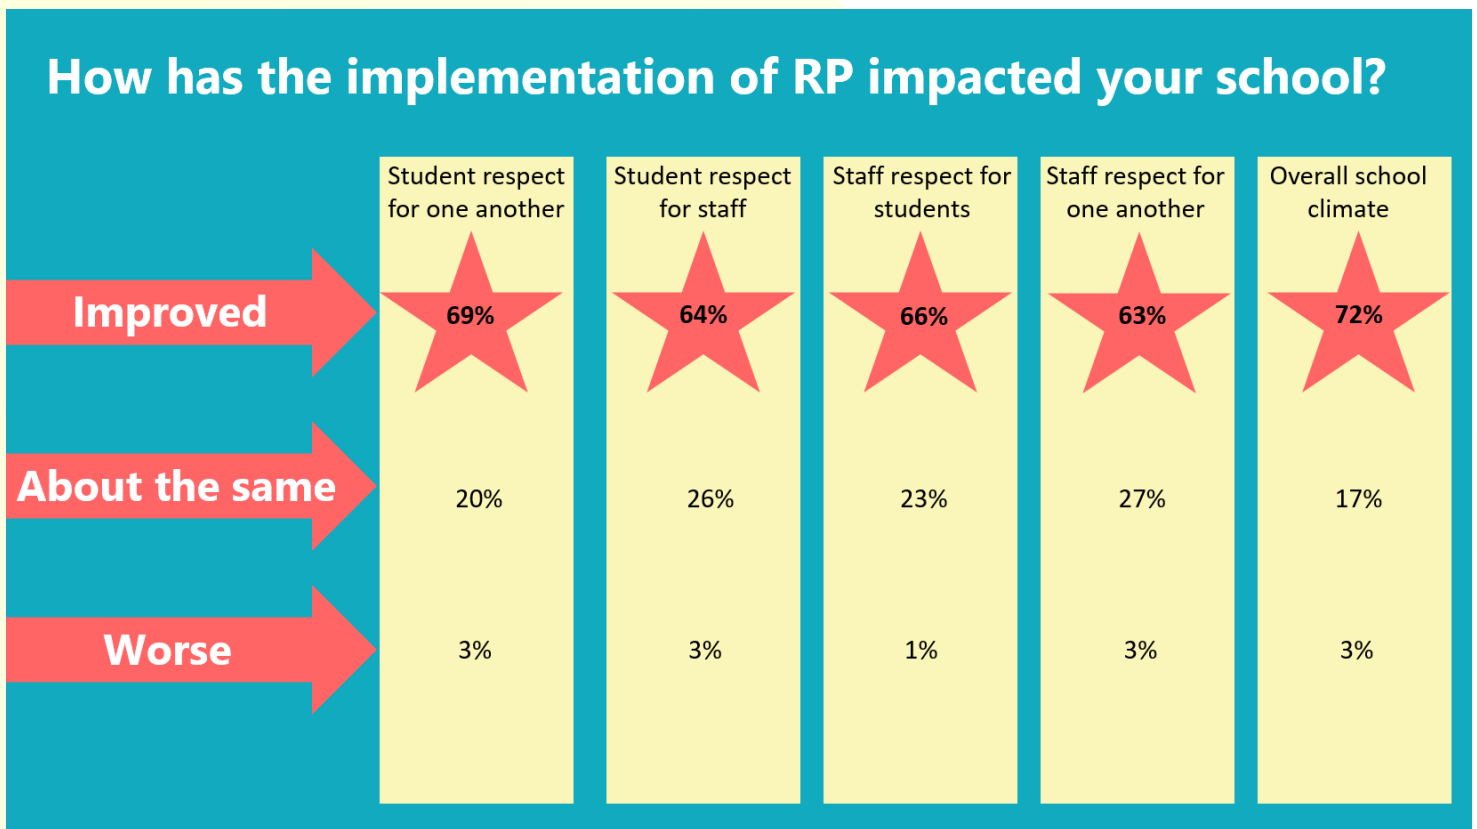 How has the implementation of RP impacted your school?
Student respect
for one another
Student respect
for staff
Staff respect for
students
Staff respect for
one another
Overall school
climate
Improved
69%
64%
66%
63%
72%
About the same
20%
26%
23%
27%
17%
Worse
3%
3%
1%
3%
3%